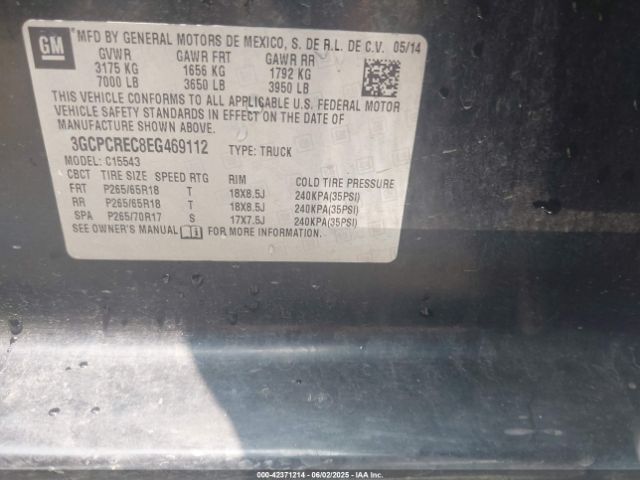 GM
MFD BY GENERAL MOTORS DE MEXICO, S. DE R.L. DE C.V. 05/14
GVWR GAWR FRT GAWR RR
3175 KG 1656 KG 1792 KG
7000 LB 3650 LB 3950 LB
THIS VEHICLE CONFORMS TO ALL APPLICABLE U.S. FEDERAL MOTOR
VEHICLE SAFETY STANDARDS IN EFFECT ON THE DATE OF
MANUFACTURE SHOWN ABOVE.
3GCPCREC8EG469112 TYPE: TRUCK
MODEL: C15543
CBCT TIRE SIZE SPEED RTG RIM COLD TIRE PRESSURE
FRT P265/65R18 T 18X8.5J 240KPA(35PSI)
RR P265/65R18 T 18X8.5J 240KPA(35PSI)
SPA P265/70R17 S 17X7.5J 240KPA(35PSI)
SEE OWNER'S MANUAL FOR MORE INFORMATION.
000-42371214 - 06/02/2025 - IAAI.COM